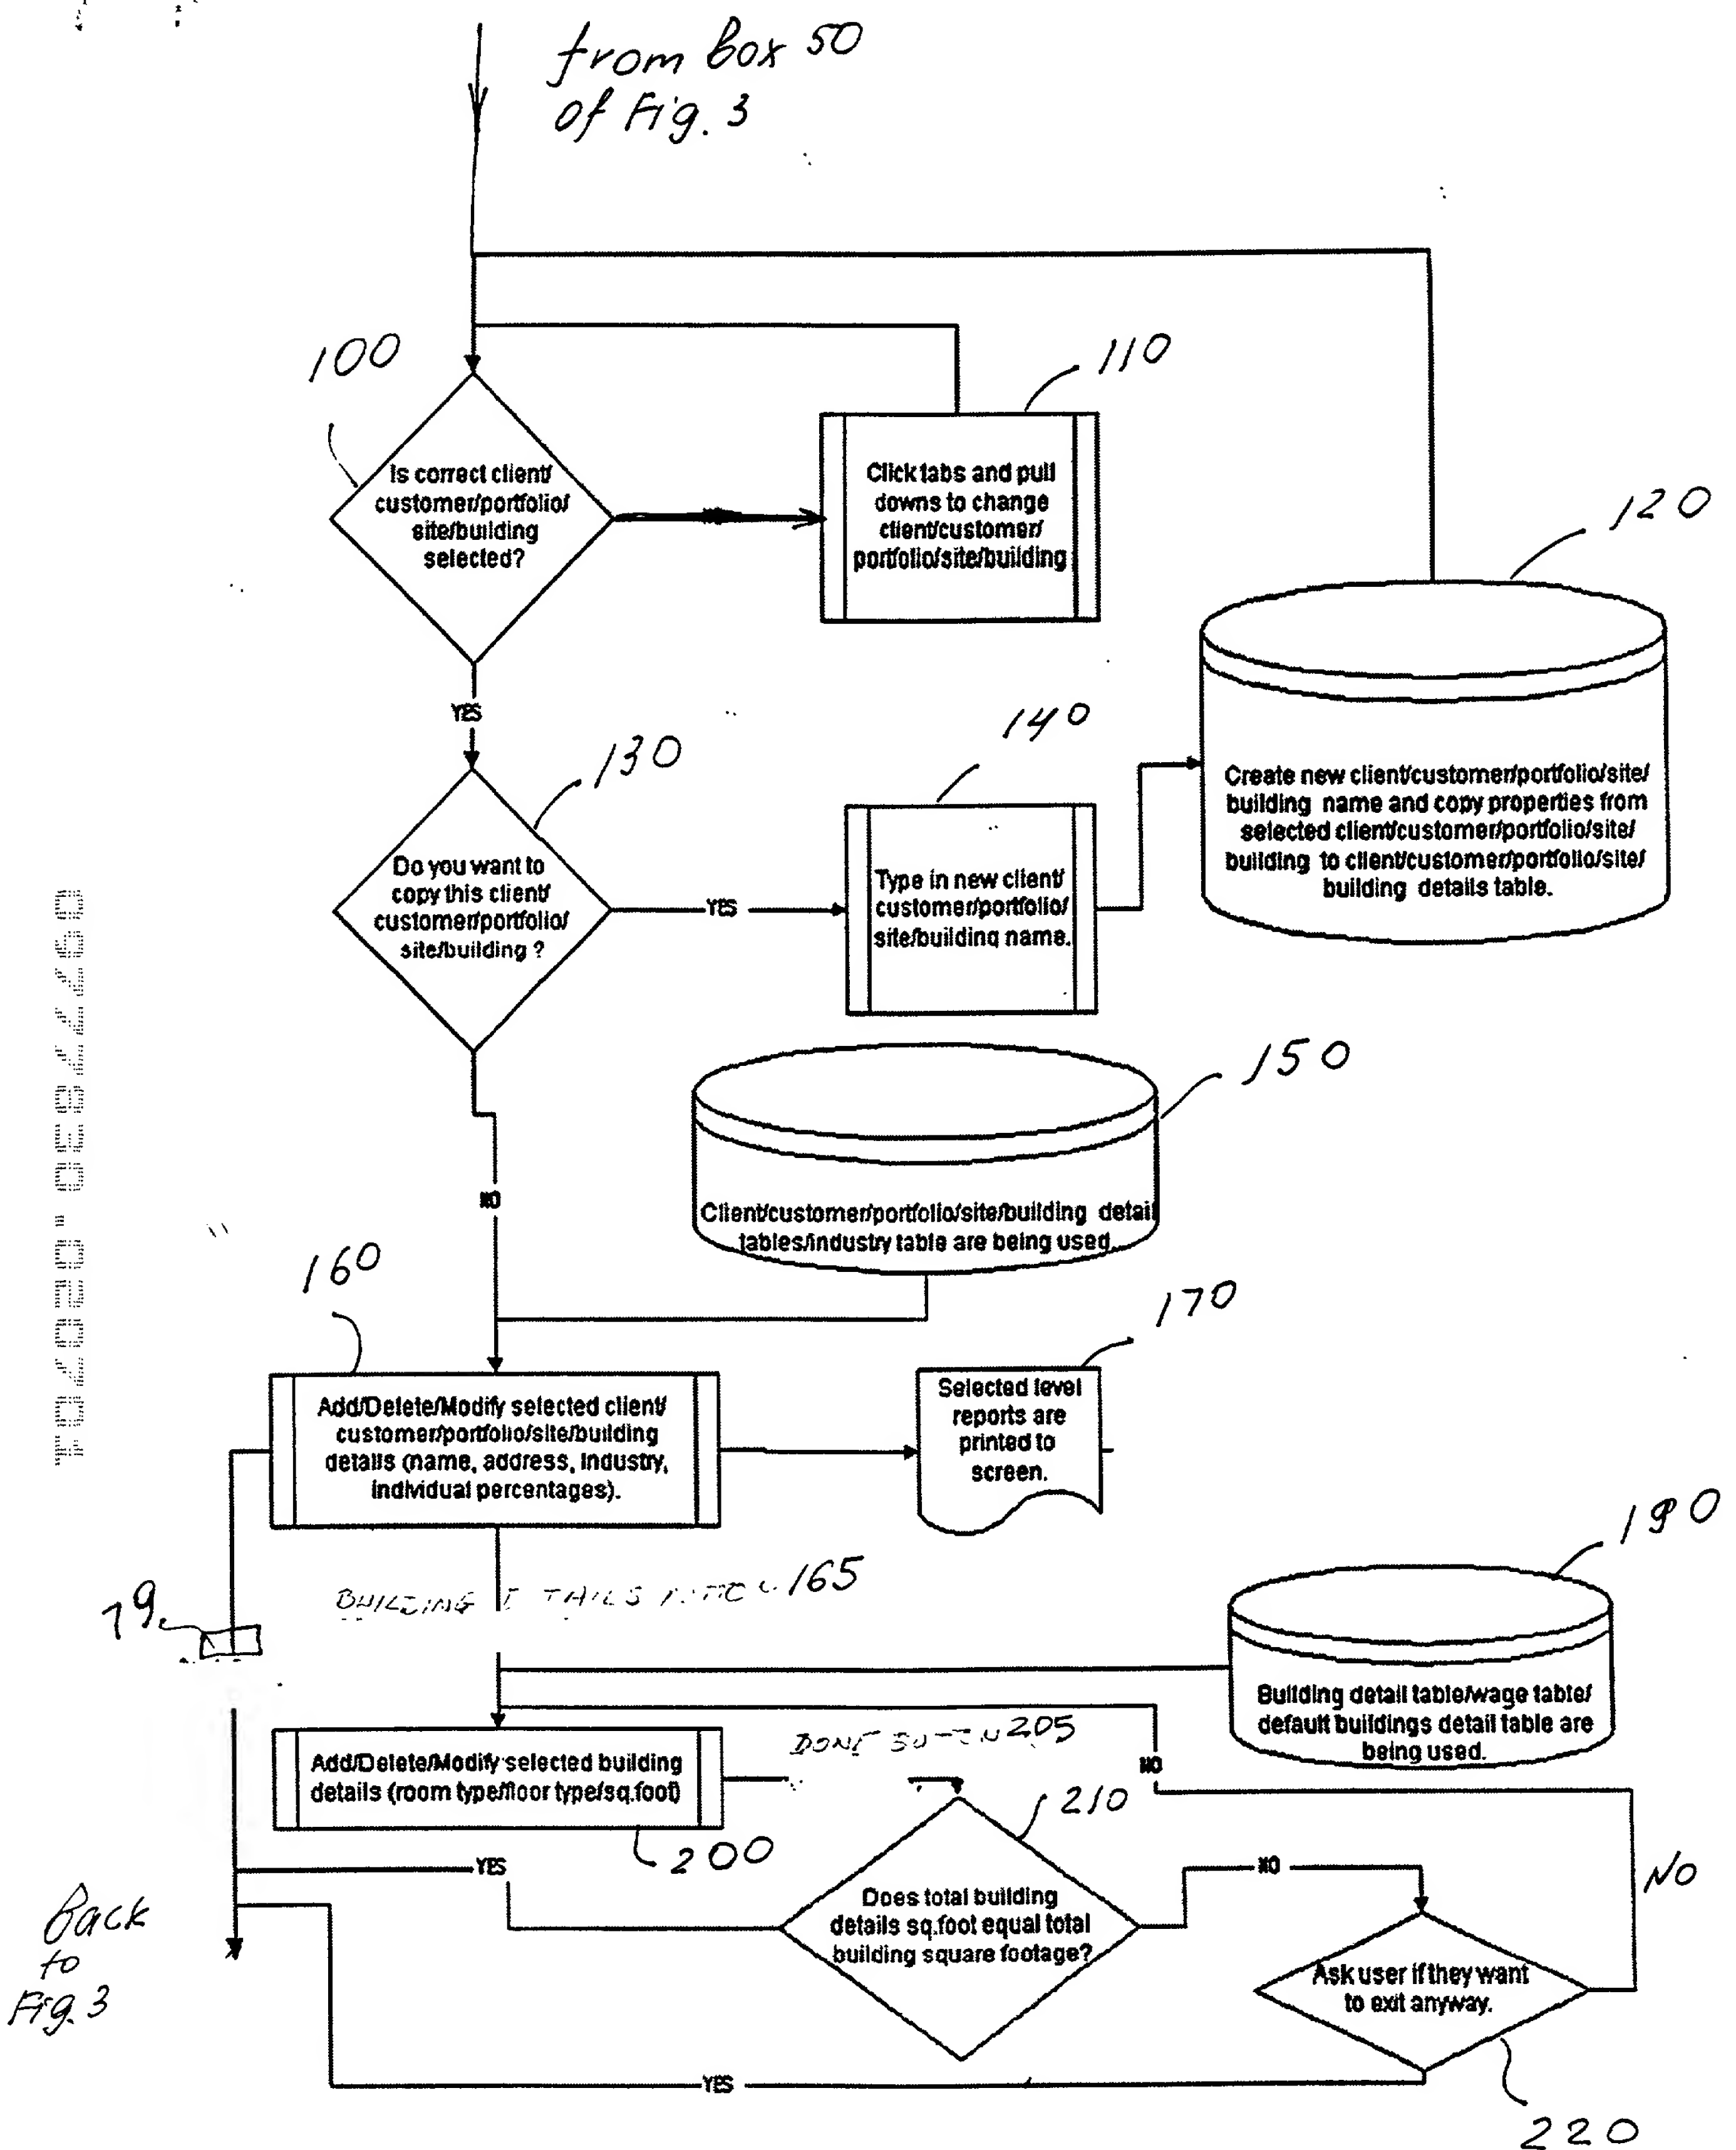 from Box 50
of Fig. 3
100
110
Is correct client/
customer/portfolio/
site/building
selected?
Click tabs and pull
downs to change
client/customer/
portfolio/site/building
120
YES
130
140
Create new client/customer/portfolio/site/
building name and copy properties from
selected client/customer/portfolio/site/
building to client/customer/portfolio/site/
building details table.
Do you want to
copy this client/
customer/portfolio/
site/building ?
YES
Type in new client/
customer/portfolio/
site/building name.
150
NO
Client/customer/portfolio/site/building detail
tables/industry table are being used.
160
170
Add/Delete/Modify selected client/
customer/portfolio/site/building
details (name, address, industry,
individual percentages).
Selected level
reports are
printed to
screen.
190
BUILDING 165
79
Building detail table/wage table/
default buildings detail table are
being used.
Add/Delete/Modify selected building
details (room type/floor type/sq.foot)
205
NO
200
210
YES
NO
NO
Does total building
details sq.foot equal total
building square footage?
Back
to
Fig. 3
Ask user if they want
to exit anyway.
YES
220